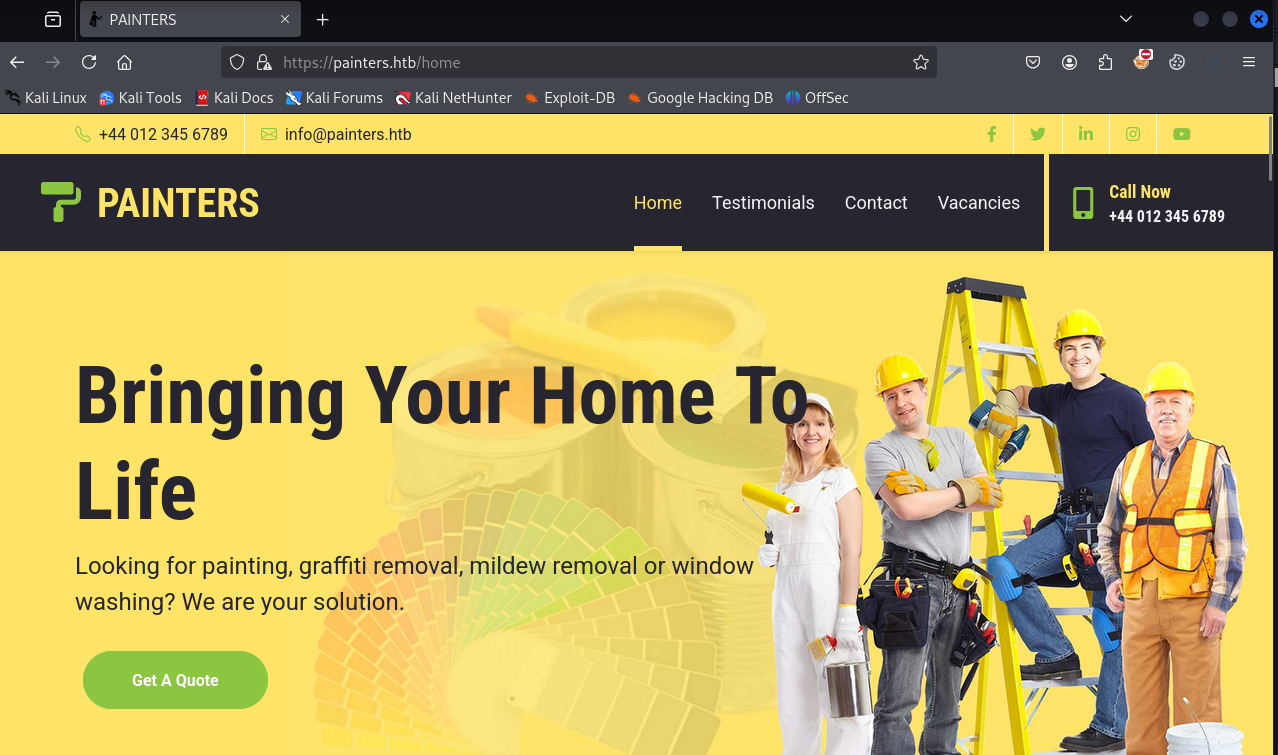 PAINTERS
https://painters.htb/home
Kali Linux Kali Tools Kali Docs Kali Forums Kali NetHunter Exploit-DB Google Hacking DB OffSec
+44 012 345 6789 info@painters.htb
PAINTERS
Home Testimonials Contact Vacancies
Call Now
+44 012 345 6789
Bringing Your Home To
Life
Looking for painting, graffiti removal, mildew removal or window
washing? We are your solution.
Get A Quote